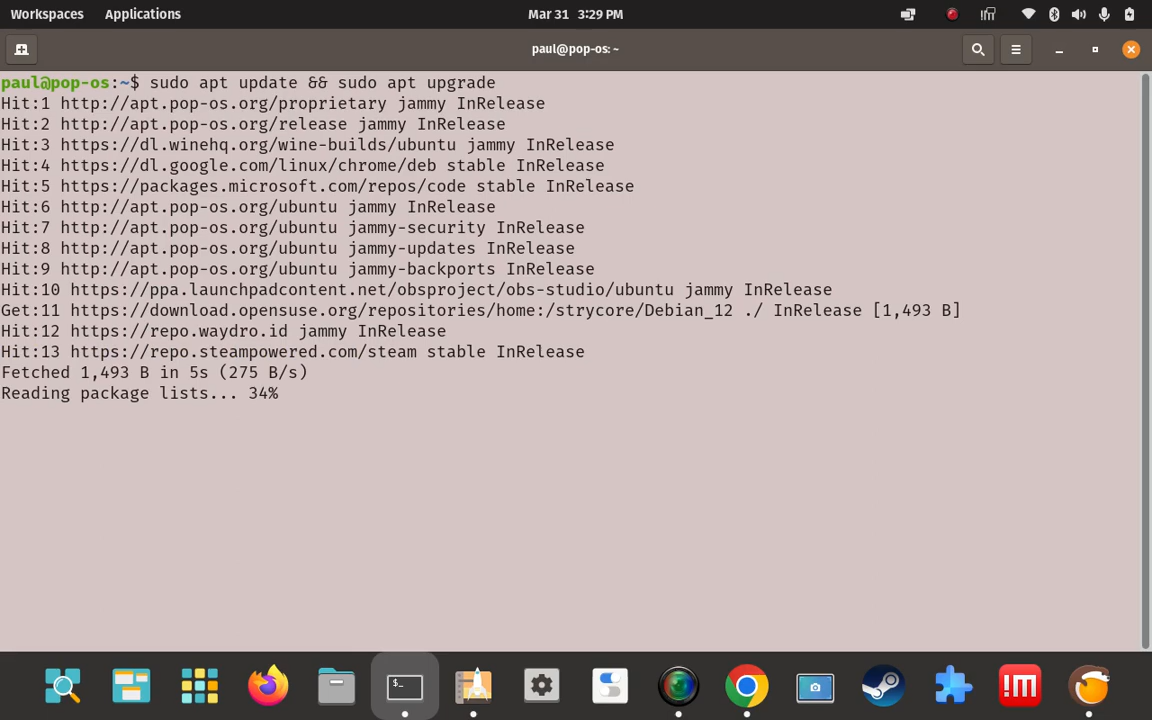 Workspaces Applications Mar 31 3:29 PM
paul@pop-os: ~
paul@pop-os:~$ sudo apt update && sudo apt upgrade
Hit:1 http://apt.pop-os.org/proprietary jammy InRelease
Hit:2 http://apt.pop-os.org/release jammy InRelease
Hit:3 https://dl.winehq.org/wine-builds/ubuntu jammy InRelease
Hit:4 https://dl.google.com/linux/chrome/deb stable InRelease
Hit:5 https://packages.microsoft.com/repos/code stable InRelease
Hit:6 http://apt.pop-os.org/ubuntu jammy InRelease
Hit:7 http://apt.pop-os.org/ubuntu jammy-security InRelease
Hit:8 http://apt.pop-os.org/ubuntu jammy-updates InRelease
Hit:9 http://apt.pop-os.org/ubuntu jammy-backports InRelease
Hit:10 https://ppa.launchpadcontent.net/obsproject/obs-studio/ubuntu jammy InRelease
Get:11 https://download.opensuse.org/repositories/home:/strycore/Debian_12 ./ InRelease [1,493 B]
Hit:12 https://repo.waydro.id jammy InRelease
Hit:13 https://repo.steampowered.com/steam stable InRelease
Fetched 1,493 B in 5s (275 B/s)
Reading package lists... 34%
$_
!M